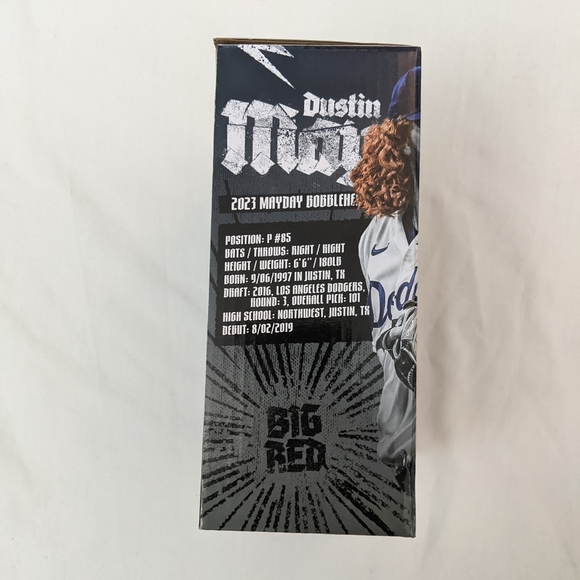 Dustin
May
2023 MAYDAY BOBBLEHE
POSITION: P #85
BATS / THROWS: RIGHT / RIGHT
HEIGHT / WEIGHT: 6'6" / 180LB
BORN: 9/06/1997 IN JUSTIN, TX
DRAFT: 2016, LOS ANGELES DODGERS,
ROUND: 3, OVERALL PICK: 101
HIGH SCHOOL: NORTHWEST, JUSTIN, TX
DEBUT: 8/02/2019
Dod
BIG
RED